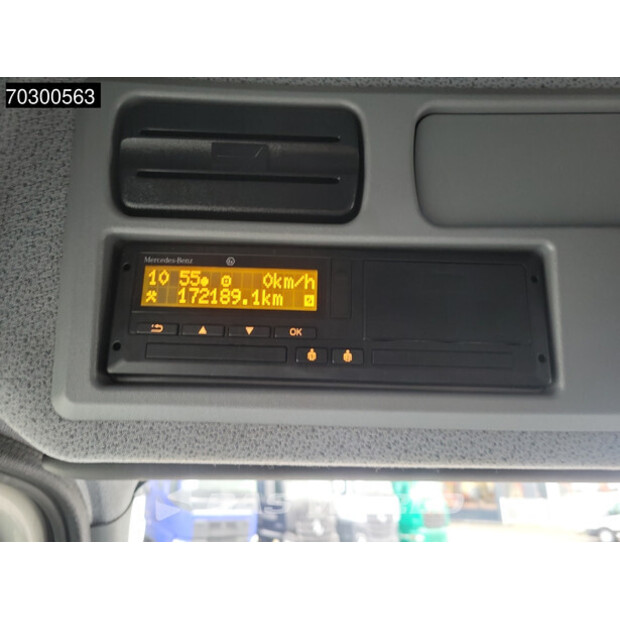 70300563
Mercedes-Benz
10 55 0km/h
172189.1km
OK